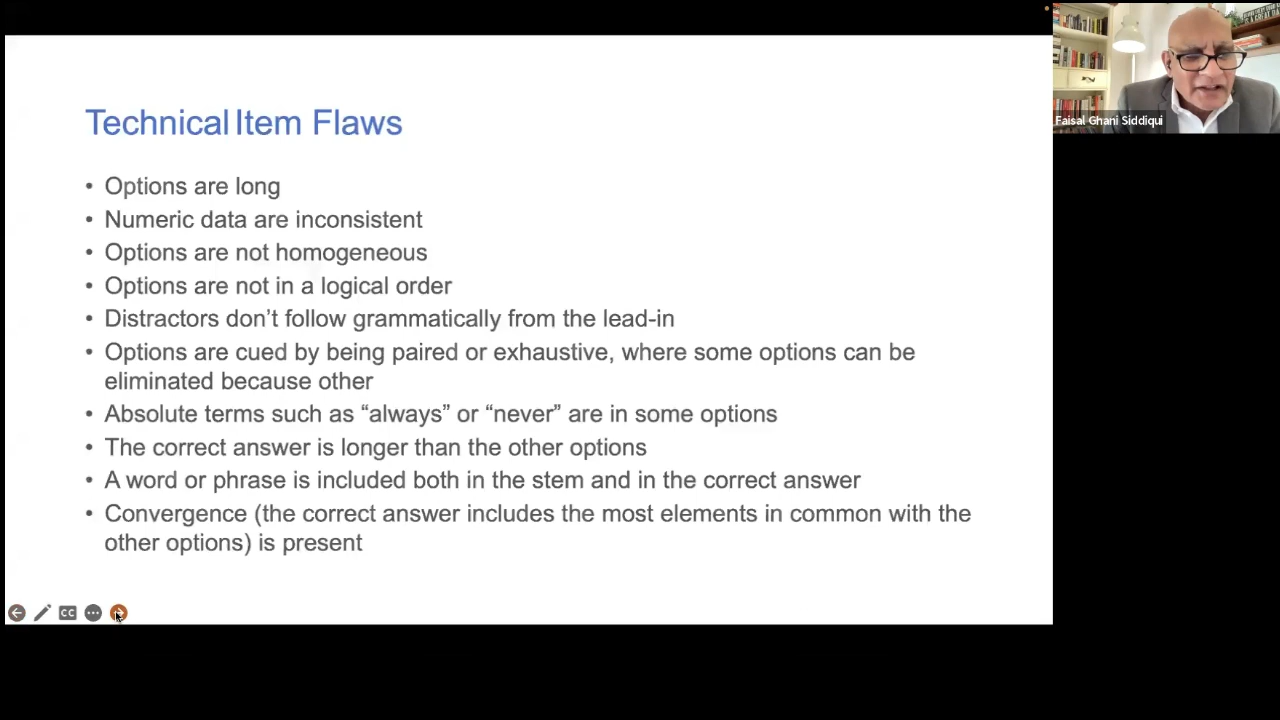 Technical Item Flaws
• Options are long
• Numeric data are inconsistent
• Options are not homogeneous
• Options are not in a logical order
• Distractors don’t follow grammatically from the lead-in
• Options are cued by being paired or exhaustive, where some options can be
eliminated because other
• Absolute terms such as “always” or “never” are in some options
• The correct answer is longer than the other options
• A word or phrase is included both in the stem and in the correct answer
• Convergence (the correct answer includes the most elements in common with the
other options) is present
CC
Faisal Ghani Siddiqui